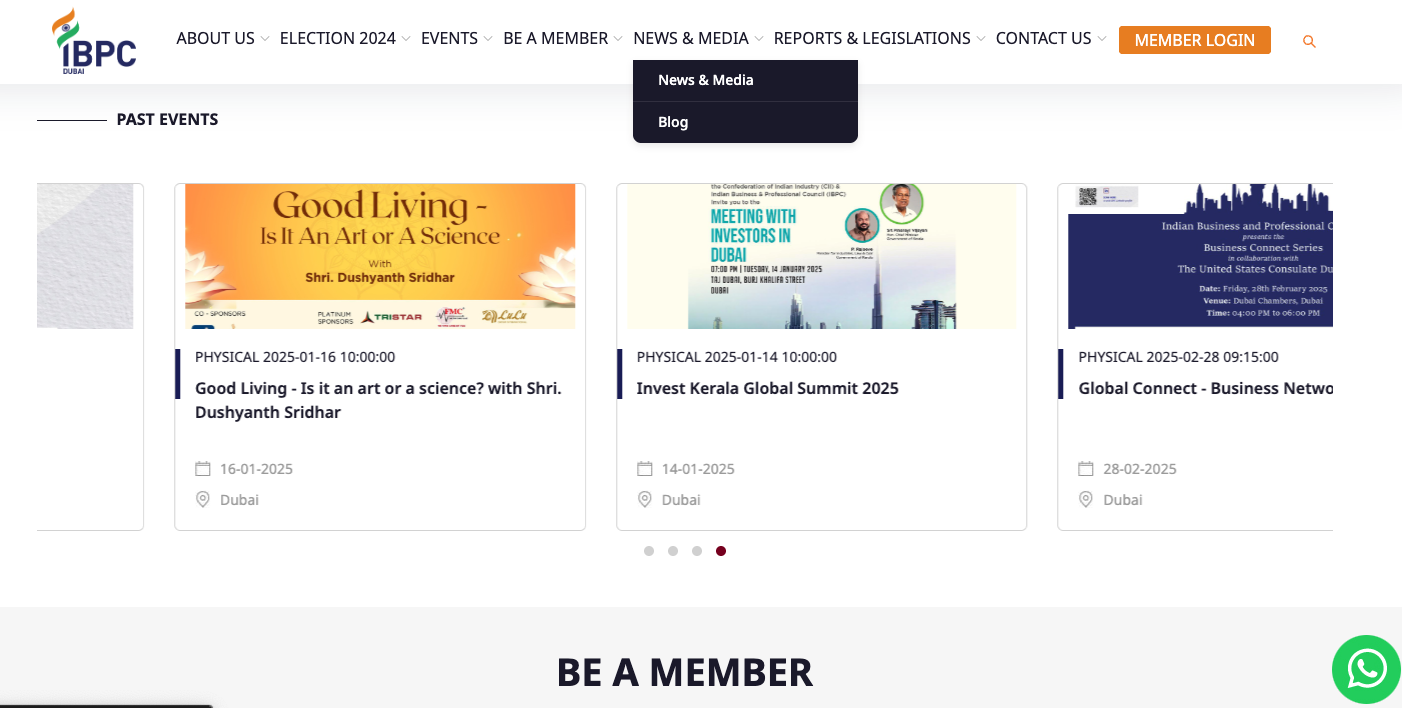 IBPC
DUBAI
ABOUT US
ELECTION 2024
EVENTS
BE A MEMBER
NEWS & MEDIA
REPORTS & LEGISLATIONS
CONTACT US
MEMBER LOGIN
News & Media
Blog
PAST EVENTS
Good Living -
Is It An Art or A Science
With
Shri. Dushyanth Sridhar
CO - SPONSORS
PLATINUM
SPONSORS
TRISTAR
FMC
LuLu
PHYSICAL 2025-01-16 10:00:00
Good Living - Is it an art or a science? with Shri.
Dushyanth Sridhar
16-01-2025
Dubai
the Confederation of Indian Industry (CII) &
Indian Business & Professional Council (IBPC)
Invite you to the
MEETING WITH
INVESTORS IN
DUBAI
07:00 PM | TUESDAY, 14 JANUARY 2025
TAJ DUBAI, BURJ KHALIFA STREET
DUBAI
Sri Pinarayi Vijayan
P. Rajeeve
PHYSICAL 2025-01-14 10:00:00
Invest Kerala Global Summit 2025
14-01-2025
Dubai
Indian Business and Professional C
presents the
Business Connect Series
in collaboration with
The United States Consulate Du
Date: Friday, 28th February 2025
Venue: Dubai Chambers, Dubai
Time: 04:00 PM to 06:00 PM
PHYSICAL 2025-02-28 09:15:00
Global Connect - Business Netwo
28-02-2025
Dubai
BE A MEMBER